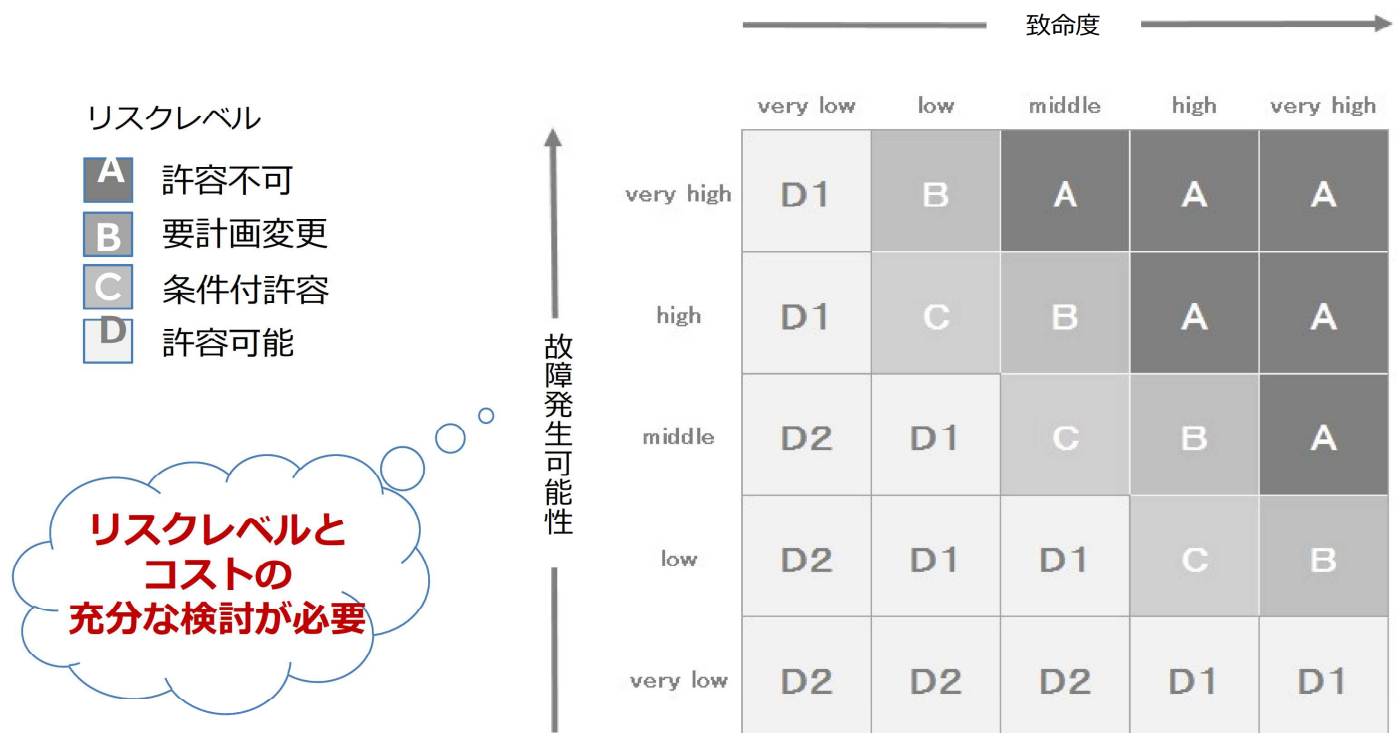 致命度
リスクレベル
A 許容不可
B 要計画変更
C 条件付許容
D 許容可能
リスクレベルと
コストの
充分な検討が必要
故障発生可能性
very low low middle high very high
very high D1 B A A A
high D1 C B A A
middle D2 D1 C B A
low D2 D1 D1 C B
very low D2 D2 D2 D1 D1